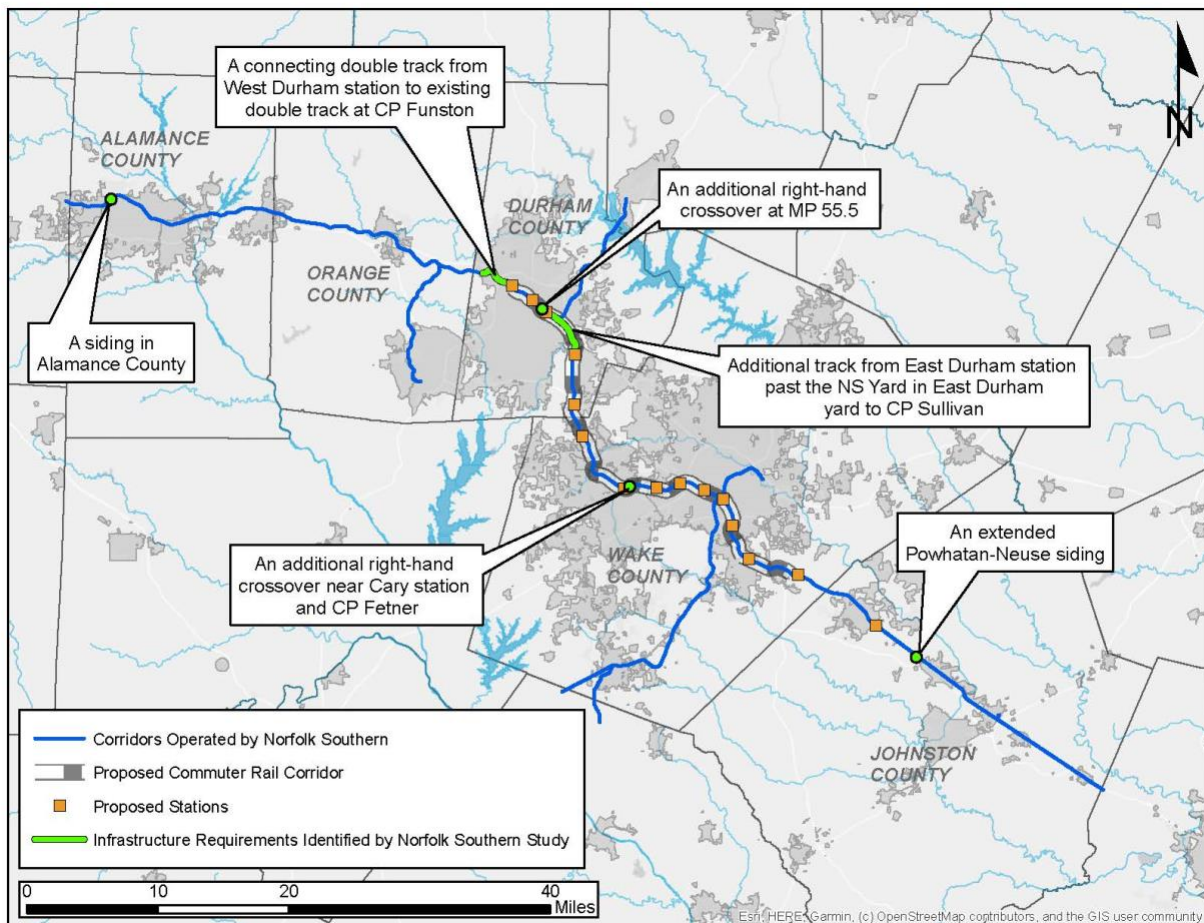 A connecting double track from
West Durham station to existing
double track at CP Funston
N
ALAMANCE
COUNTY
An additional right-hand
crossover at MP 55.5
DURHAM
COUNTY
ORANGE
COUNTY
A siding in
Alamance County
Additional track from East Durham station
past the NS Yard in East Durham
yard to CP Sullivan
An additional right-hand
crossover near Cary station
and CP Fetner
WAKE
COUNTY
An extended
Powhatan-Neuse siding
JOHNSTON
COUNTY
Corridors Operated by Norfolk Southern
Proposed Commuter Rail Corridor
Proposed Stations
Infrastructure Requirements Identified by Norfolk Southern Study
0 10 20 40
Miles
Esri, HERE, Garmin, (c) OpenStreetMap contributors, and the GIS user community